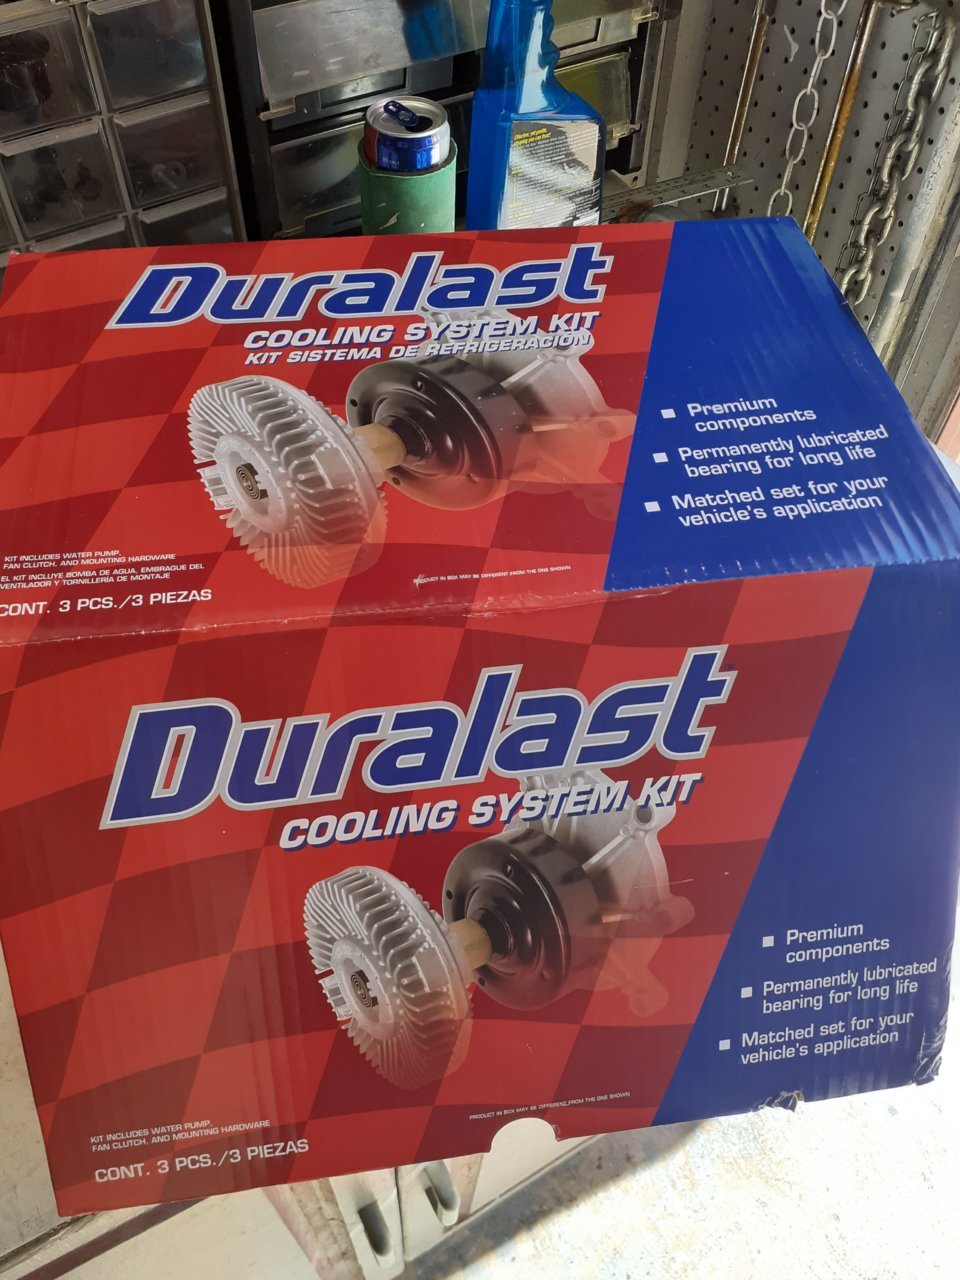 Duralast
COOLING SYSTEM KIT
KIT SISTEMA DE REFRIGERACIÓN
Premium
components
Permanently lubricated
bearing for long life
Matched set for your
vehicle's application
KIT INCLUDES WATER PUMP,
FAN CLUTCH, AND MOUNTING HARDWARE
EL KIT INCLUYE BOMBA DE AGUA, EMBRAGUE DEL
VENTILADOR Y TORNILLERÍA DE MONTAJE
CONT. 3 PCS./3 PIEZAS
PRODUCT IN BOX MAY BE DIFFERENT FROM THE ONE SHOWN
Duralast
COOLING SYSTEM KIT
Premium
components
Permanently lubricated
bearing for long life
Matched set for your
vehicle's application
KIT INCLUDES WATER PUMP,
FAN CLUTCH, AND MOUNTING HARDWARE
CONT. 3 PCS./3 PIEZAS
PRODUCT IN BOX MAY BE DIFFERENT FROM THE ONE SHOWN